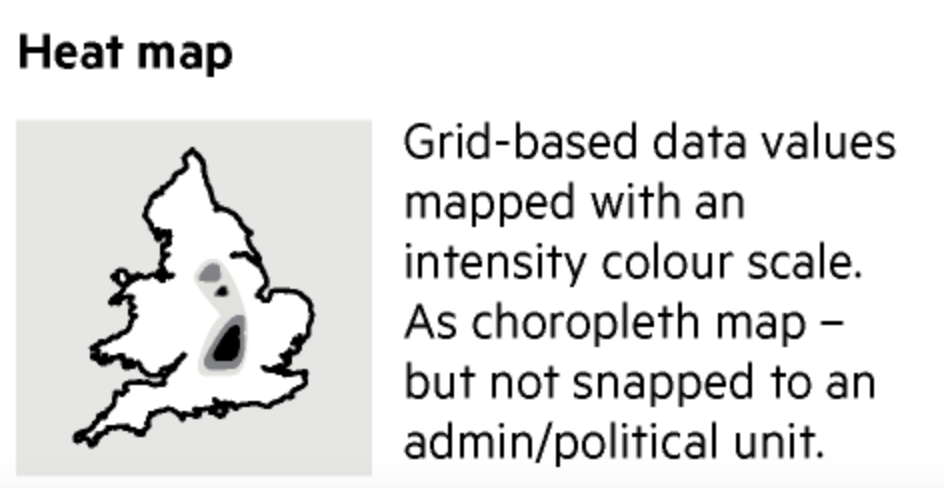 Heat map
Grid-based data values
mapped with an
intensity colour scale.
As choropleth map –
but not snapped to an
admin/political unit.